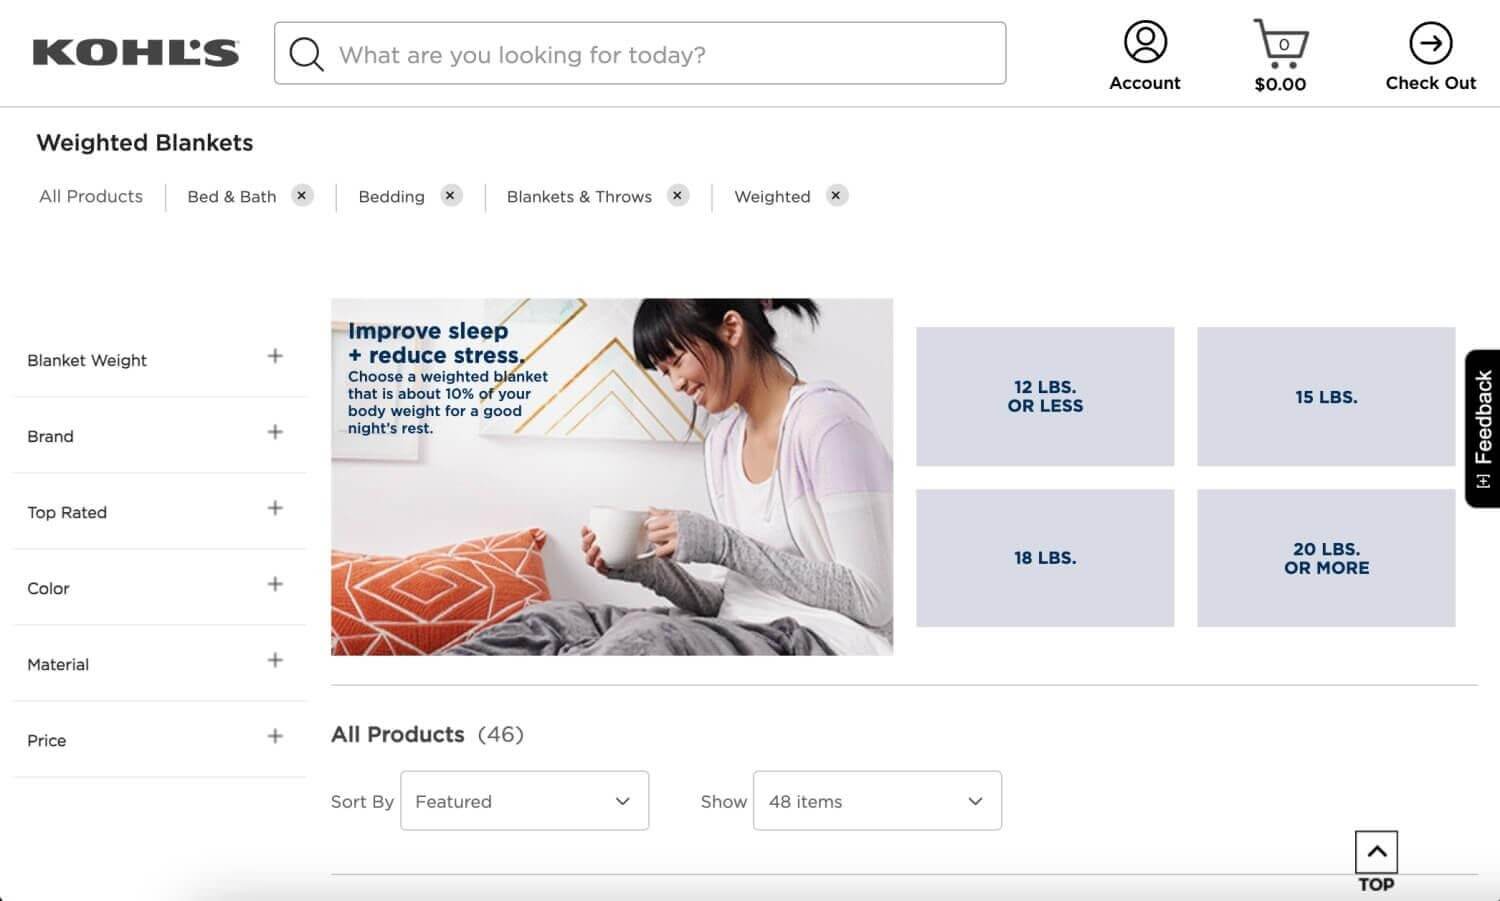 KOHL'S
What are you looking for today?
0
Account
$0.00
Check Out
Weighted Blankets
All Products
Bed & Bath
Bedding
Blankets & Throws
Weighted
Blanket Weight
Brand
Top Rated
Color
Material
Price
Improve sleep
+ reduce stress.
Choose a weighted blanket
that is about 10% of your
body weight for a good
night's rest.
12 LBS.
OR LESS
15 LBS.
18 LBS.
20 LBS.
OR MORE
[+] Feedback
All Products (46)
Sort By Featured
Show 48 items
TOP